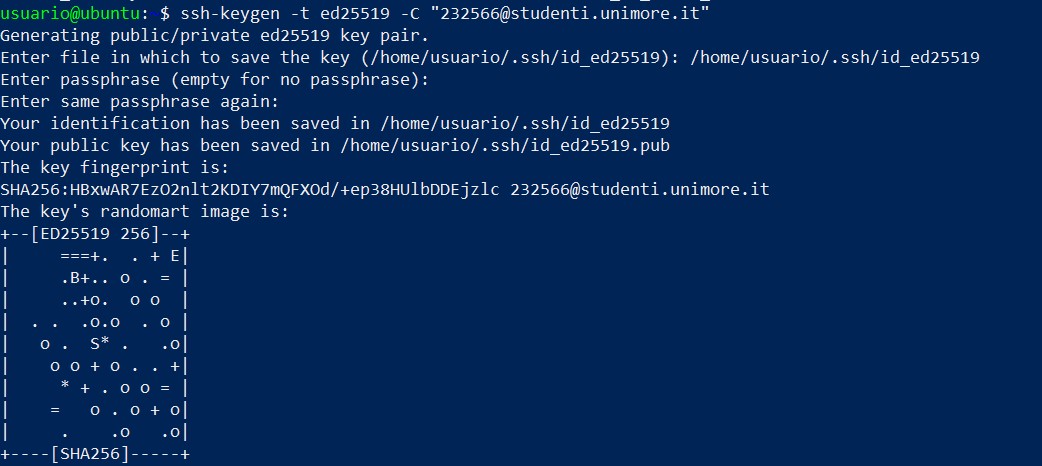 usuario@ubuntu: $ ssh-keygen -t ed25519 -C "232566@studenti.unimore.it"
Generating public/private ed25519 key pair.
Enter file in which to save the key (/home/usuario/.ssh/id_ed25519): /home/usuario/.ssh/id_ed25519
Enter passphrase (empty for no passphrase):
Enter same passphrase again:
Your identification has been saved in /home/usuario/.ssh/id_ed25519
Your public key has been saved in /home/usuario/.ssh/id_ed25519.pub
The key fingerprint is:
SHA256:HBxwAR7EzO2nlt2KDIY7mQFXOd/+ep38HUlbDDEjzlc 232566@studenti.unimore.it
The key's randomart image is:
+--[ED25519 256]--+
|     ===+.  . + E|
|     .B+.. o . = |
|     ..+o.  o o  |
|  . .  .o.o  . o |
|   o .  S* .   .o|
|    o o + o . . +|
|     * + . o o = |
|    =   o . o + o|
|     .    .o   .o|
+----[SHA256]-----+